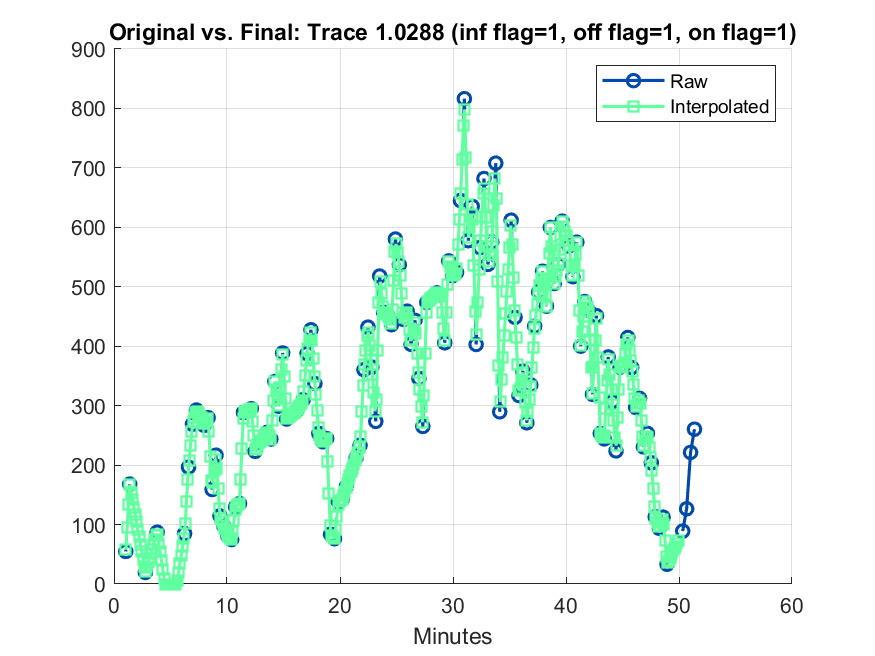 Original vs. Final: Trace 1.0288 (inf flag=1, off flag=1, on flag=1)
900
800
700
600
500
400
300
200
100
0
Raw
Interpolated
0 10 20 30 40 50 60
Minutes